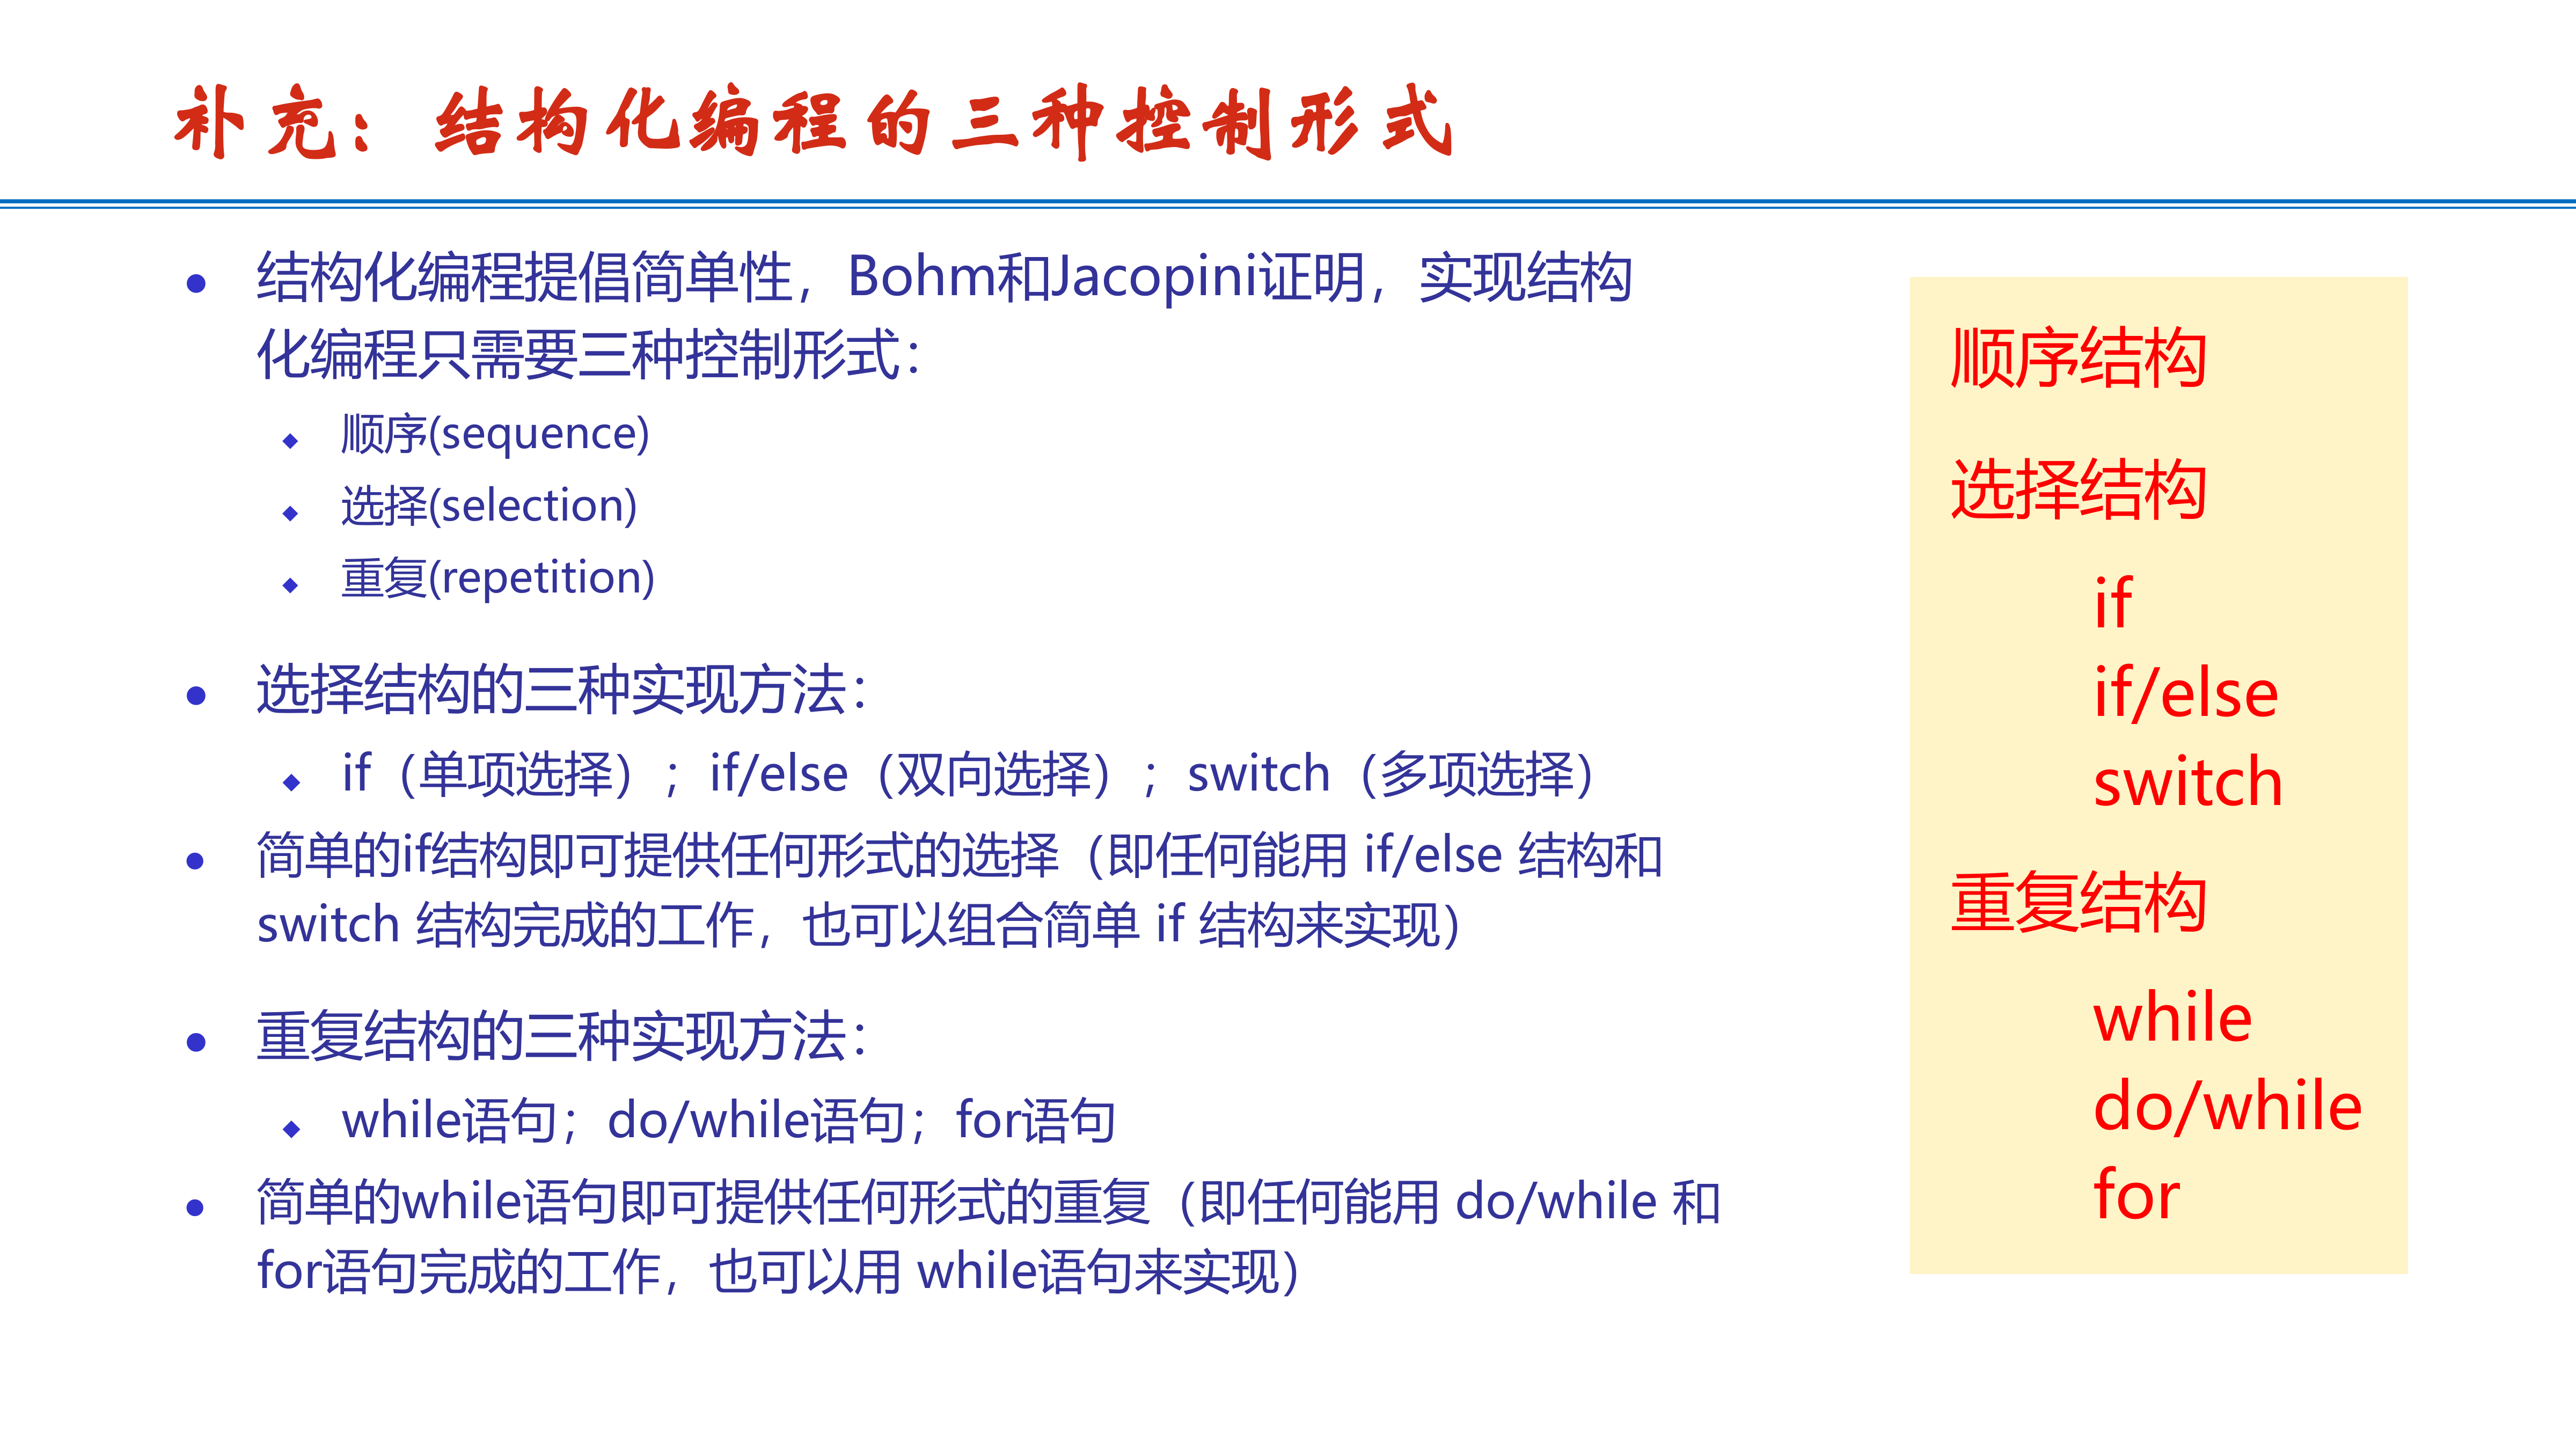 补充：结构化编程的三种控制形式
结构化编程提倡简单性，Bohm和Jacopini证明，实现结构
化编程只需要三种控制形式：
顺序(sequence)
选择(selection)
重复(repetition)
选择结构的三种实现方法：
if（单项选择）；if/else（双向选择）；switch（多项选择）
简单的if结构即可提供任何形式的选择（即任何能用 if/else 结构和
switch 结构完成的工作，也可以组合简单 if 结构来实现）
重复结构的三种实现方法：
while语句；do/while语句；for语句
简单的while语句即可提供任何形式的重复（即任何能用 do/while 和
for语句完成的工作，也可以用 while语句来实现）
顺序结构
选择结构
if
if/else
switch
重复结构
while
do/while
for